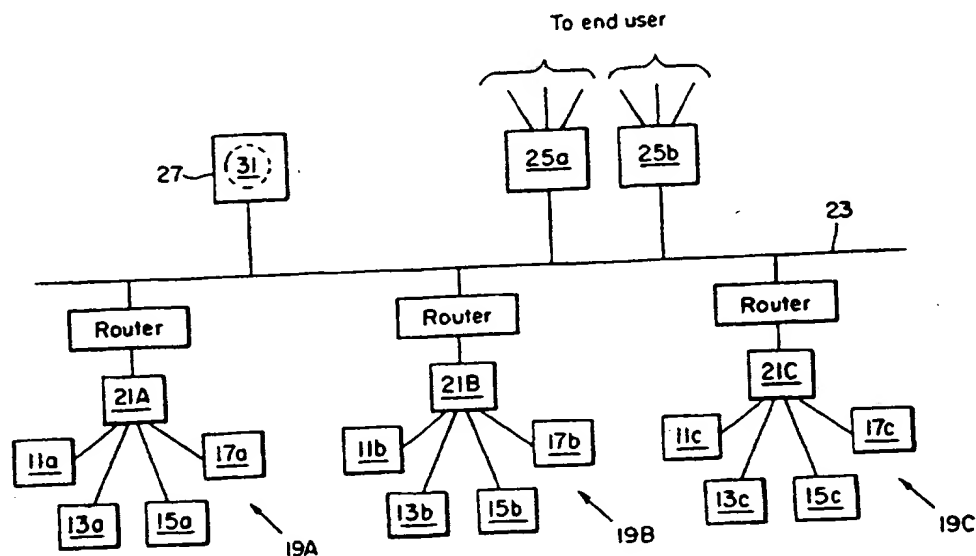 To end user
27
31
25a
25b
23
Router
Router
Router
21A
21B
21C
11a
17a
11b
17b
11c
17c
13a
15a
13b
15b
13c
15c
19A
19B
19C